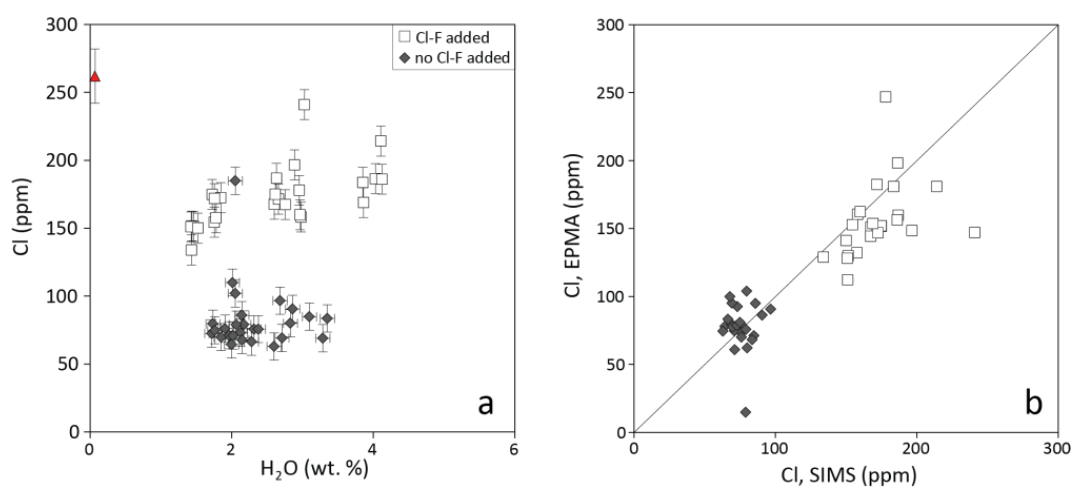 300
250
200
150
100
50
0
Cl (ppm)
Cl-F added
no Cl-F added
a
0 2 4 6
H₂O (wt. %)
300
250
200
150
100
50
0
Cl, EPMA (ppm)
b
0 100 200 300
Cl, SIMS (ppm)